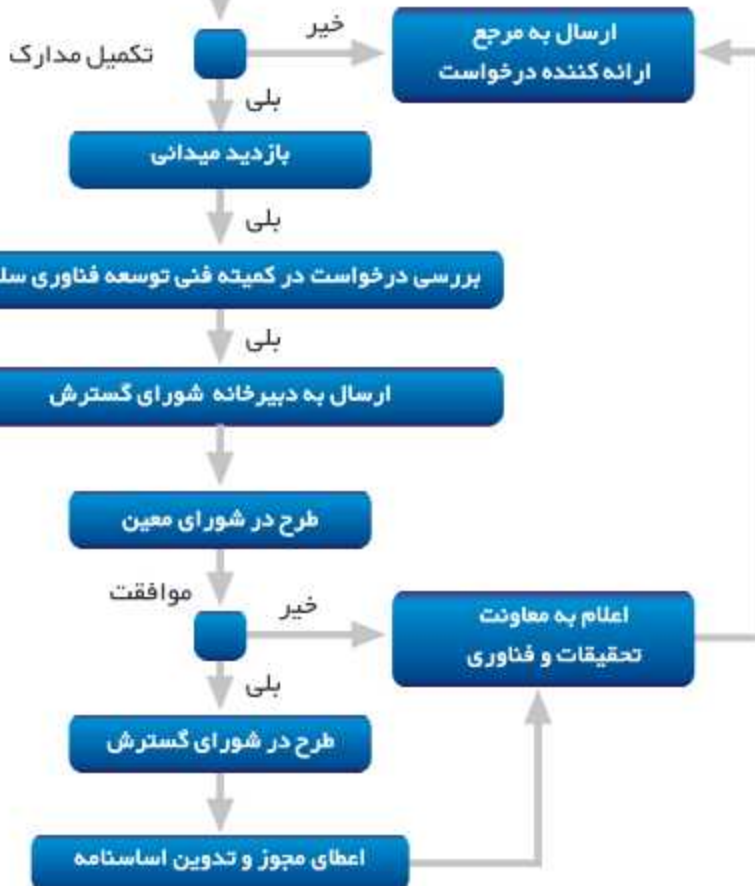 ارسال به مرجع
ارائه کننده درخواست
خیر
تکمیل مدارک
بلی
بازدید میدانی
بلی
بررسی درخواست در کمیته فنی توسعه فناوری
بلی
ارسال به دبیرخانه شورای گسترش
طرح در شورای معین
موافقت
خیر
اعلام به معاونت
تحقیقات و فناوری
بلی
طرح در شورای گسترش
اعطای مجوز و تدوین اساسنامه